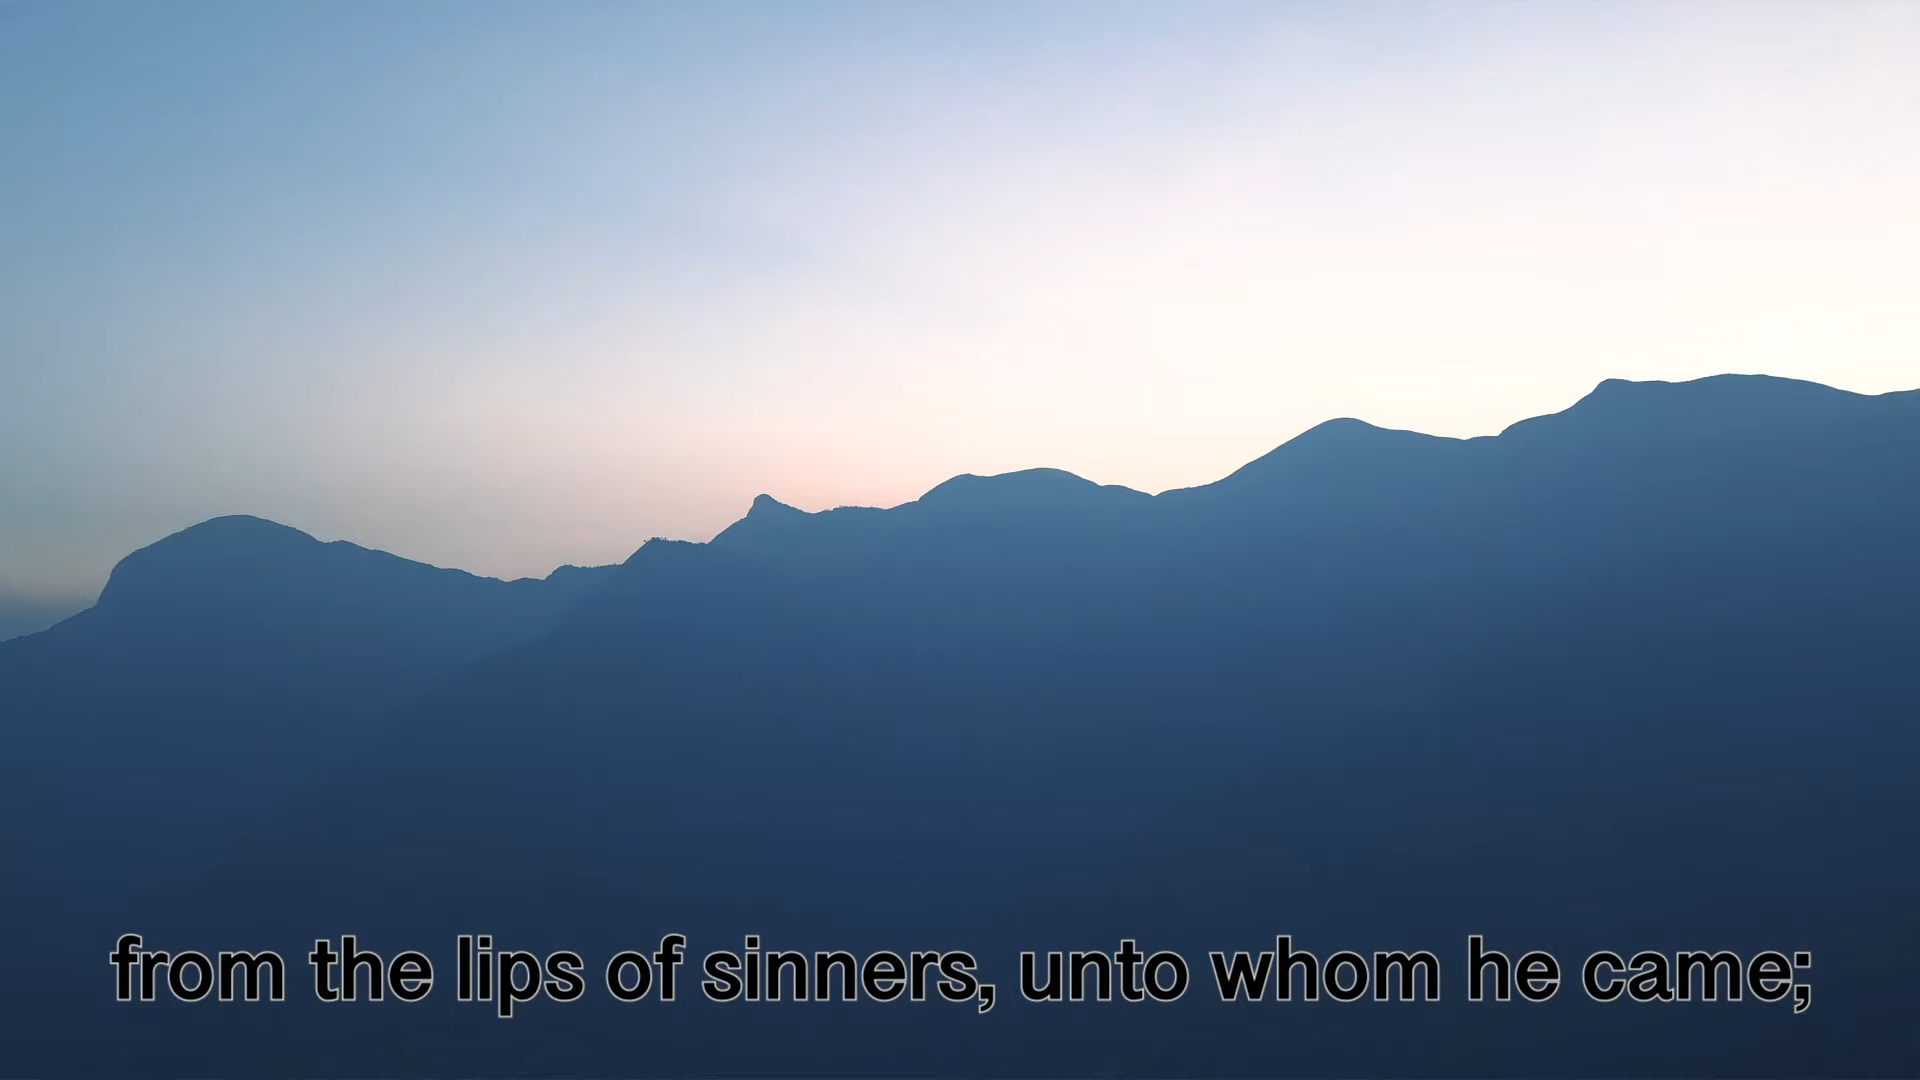 from the lips of sinners, unto whom he came;